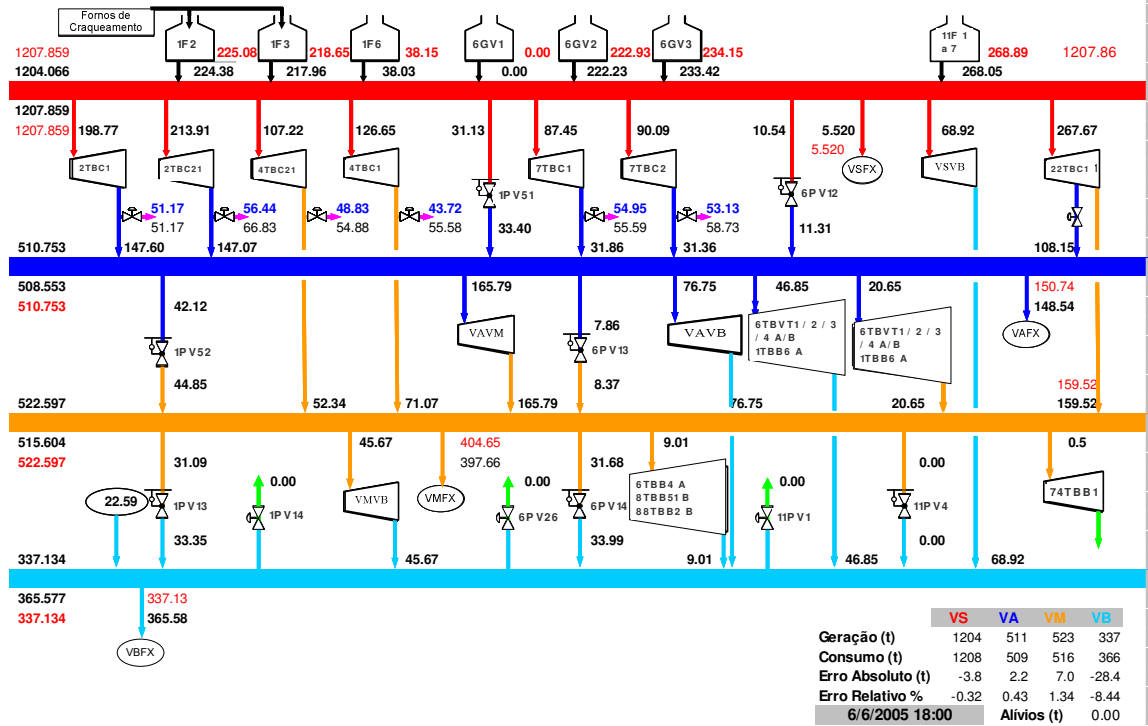 Fornos de
Craqueamento
1F2
1F3
1F6
6GV1
6GV2
6GV3
11F 1
a 7
1207.859
225.08
218.65
38.15
0.00
222.93
234.15
268.89
1207.86
1204.066
224.38
217.96
38.03
0.00
222.23
233.42
268.05
1207.859
1207.859
198.77
213.91
107.22
126.65
31.13
87.45
90.09
10.54
5.520
68.92
267.67
5.520
2TBC1
2TBC21
4TBC21
4TBC1
1PV51
7TBC1
7TBC2
6PV12
VSFX
VSVB
22TBC1 1
51.17
56.44
48.83
43.72
54.95
53.13
51.17
66.83
54.88
55.58
33.40
55.59
58.73
11.31
510.753
147.60
147.07
31.86
31.36
108.15
508.553
510.753
42.12
165.79
7.86
76.75
46.85
20.65
150.74
148.54
1PV52
VAVM
6PV13
VAVB
6TBVT1/ 2 / 3
/ 4 A/B
1TBB6 A
6TBVT1/ 2 / 3
/ 4 A/B
1TBB6 A
VAFX
44.85
8.37
159.52
522.597
52.34
71.07
165.79
76.75
20.65
159.52
515.604
522.597
31.09
45.67
404.65
397.66
31.68
9.01
0.00
0.5
22.59
1PV13
0.00
1PV14
VMVB
VMFX
0.00
6PV26
6PV14
6TBB4 A
8TBB51 B
88TBB2 B
0.00
11PV1
11PV4
74TBB1
33.35
33.99
0.00
337.134
45.67
9.01
46.85
68.92
365.577
337.134
337.13
365.58
VBFX
VS VA VM VB
Geração (t) 1204 511 523 337
Consumo (t) 1208 509 516 366
Erro Absoluto (t) -3.8 2.2 7.0 -28.4
Erro Relativo % -0.32 0.43 1.34 -8.44
6/6/2005 18:00 Alívios (t) 0.00